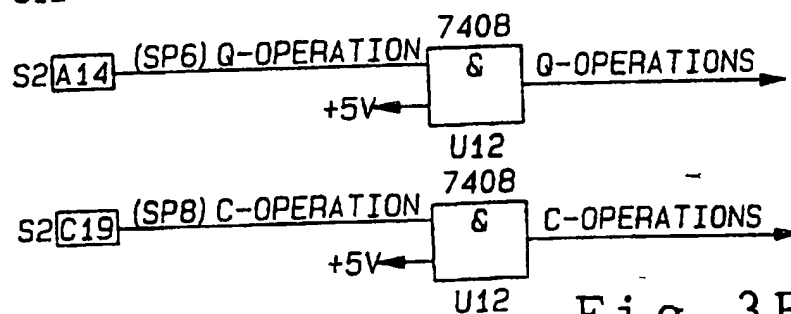 7408
S2 A14 (SP6) Q-OPERATION & Q-OPERATIONS
+5V
U12
7408
S2 C19 (SP8) C-OPERATION & C-OPERATIONS
+5V
U12
Fig. 3